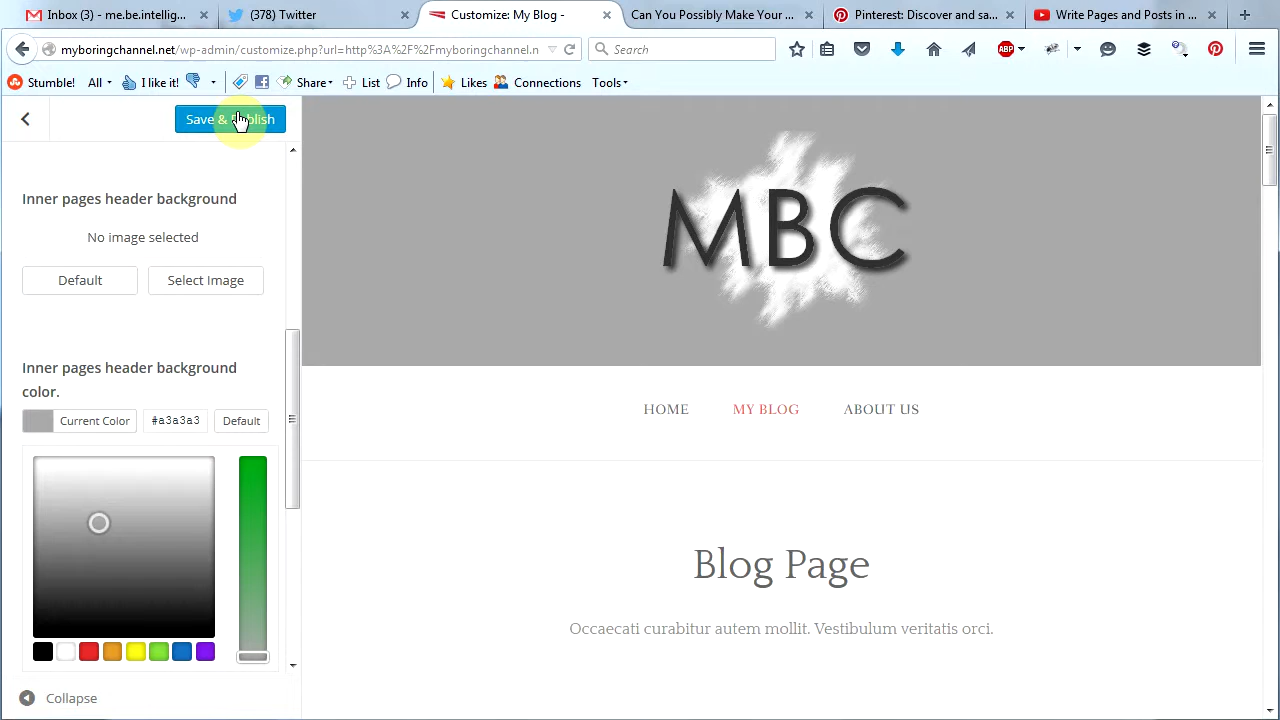 Inbox (3) - me.be.intellig...
(378) Twitter
Customize: My Blog -
Can You Possibly Make Your ...
Pinterest: Discover and sa...
Write Pages and Posts in ...
myboringchannel.net/wp-admin/customize.php?url=http%3A%2F%2Fmyboringchannel.n
Search
ABP
Stumble!
All
I like it!
Share
List
Info
Likes
Connections
Tools
Save & Publish
Inner pages header background
No image selected
Default
Select Image
Inner pages header background
color.
Current Color
#a3a3a3
Default
Collapse
MBC
HOME
MY BLOG
ABOUT US
Blog Page
Occaecati curabitur autem mollit. Vestibulum veritatis orci.